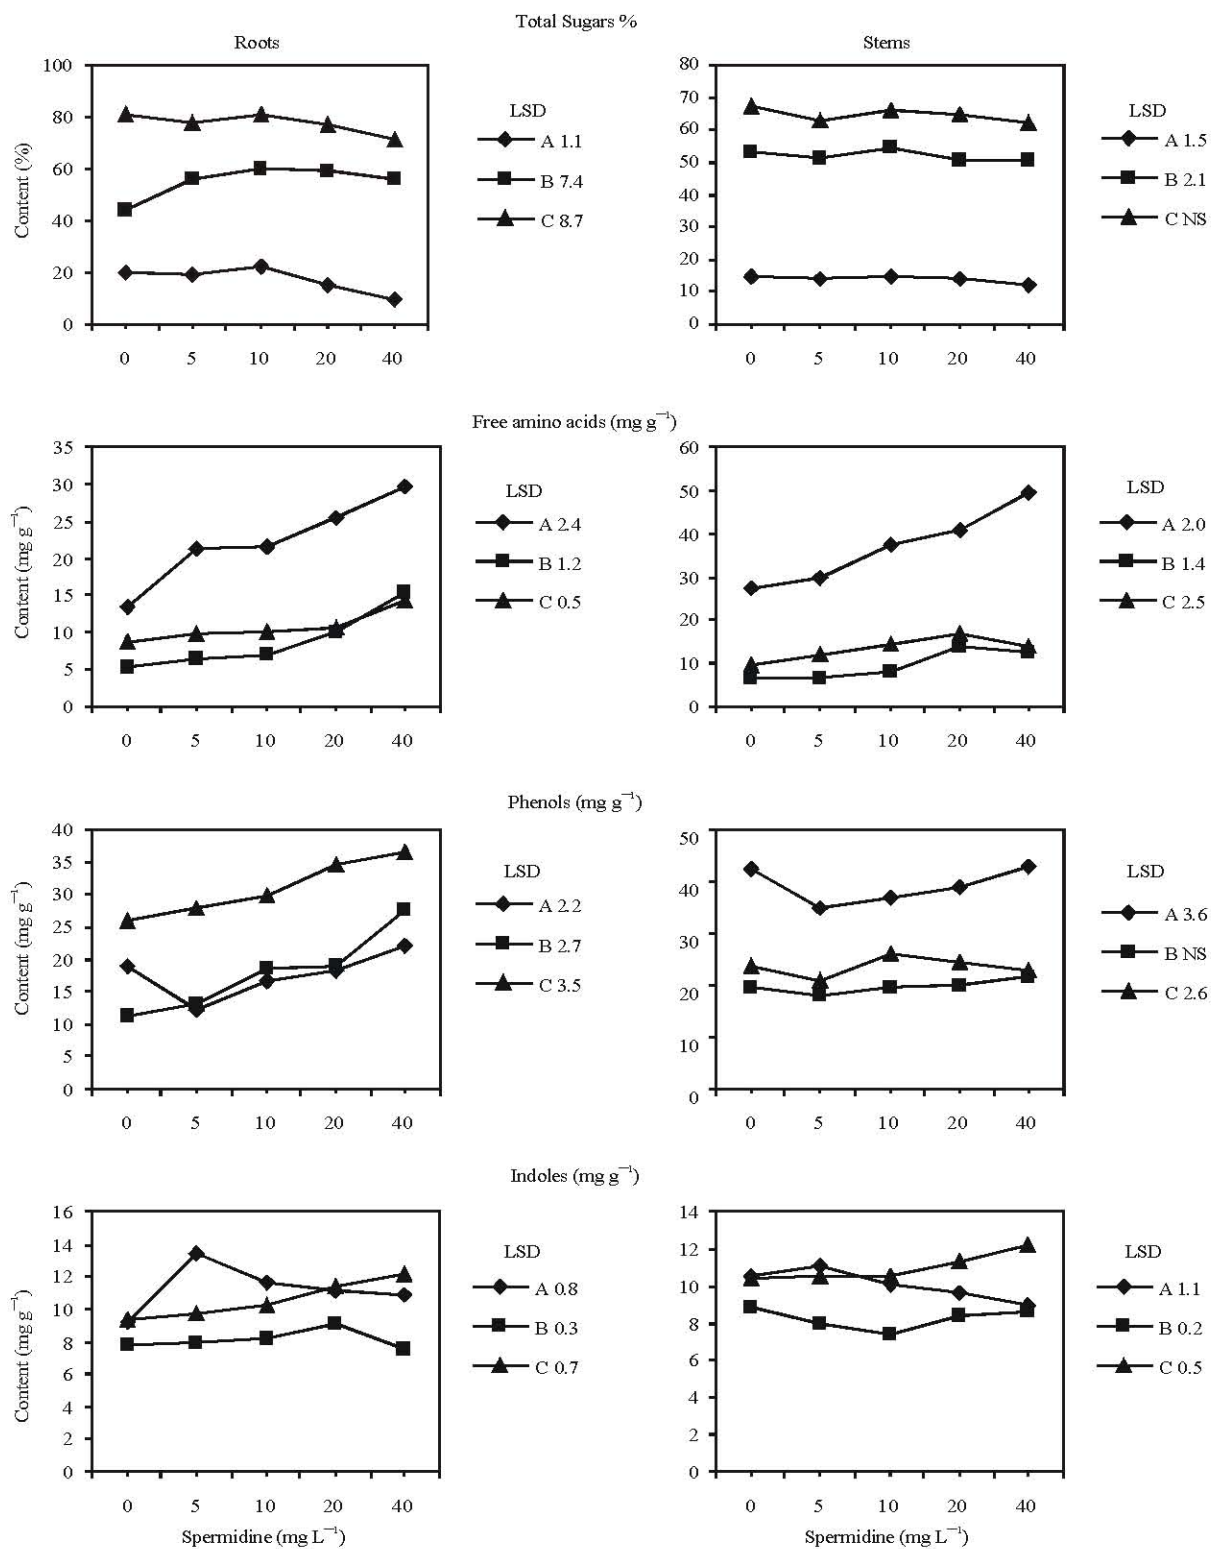 Total Sugars %
Roots
Stems
100
80
60
40
20
0
Content (%)
0 5 10 20 40
LSD
A 1.1
B 7.4
C 8.7
80
70
60
50
40
30
20
10
0
0 5 10 20 40
LSD
A 1.5
B 2.1
C NS
Free amino acids (mg g⁻¹)
35
30
25
20
15
10
5
0
Content (mg g⁻¹)
0 5 10 20 40
LSD
A 2.4
B 1.2
C 0.5
60
50
40
30
20
10
0
0 5 10 20 40
LSD
A 2.0
B 1.4
C 2.5
Phenols (mg g⁻¹)
40
35
30
25
20
15
10
5
0
Content (mg g⁻¹)
0 5 10 20 40
LSD
A 2.2
B 2.7
C 3.5
50
40
30
20
10
0
0 5 10 20 40
LSD
A 3.6
B NS
C 2.6
Indoles (mg g⁻¹)
16
14
12
10
8
6
4
2
0
Content (mg g⁻¹)
0 5 10 20 40
Spermidine (mg L⁻¹)
LSD
A 0.8
B 0.3
C 0.7
14
12
10
8
6
4
2
0
0 5 10 20 40
Spermidine (mg L⁻¹)
LSD
A 1.1
B 0.2
C 0.5